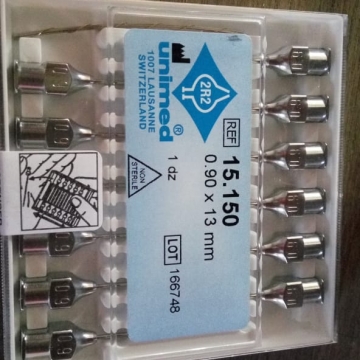 2R2
unimed®
1007 LAUSANNE
SWITZERLAND
REF 15.150
0.90 x 13 mm
1 dz
NON
STERILE
LOT 166748